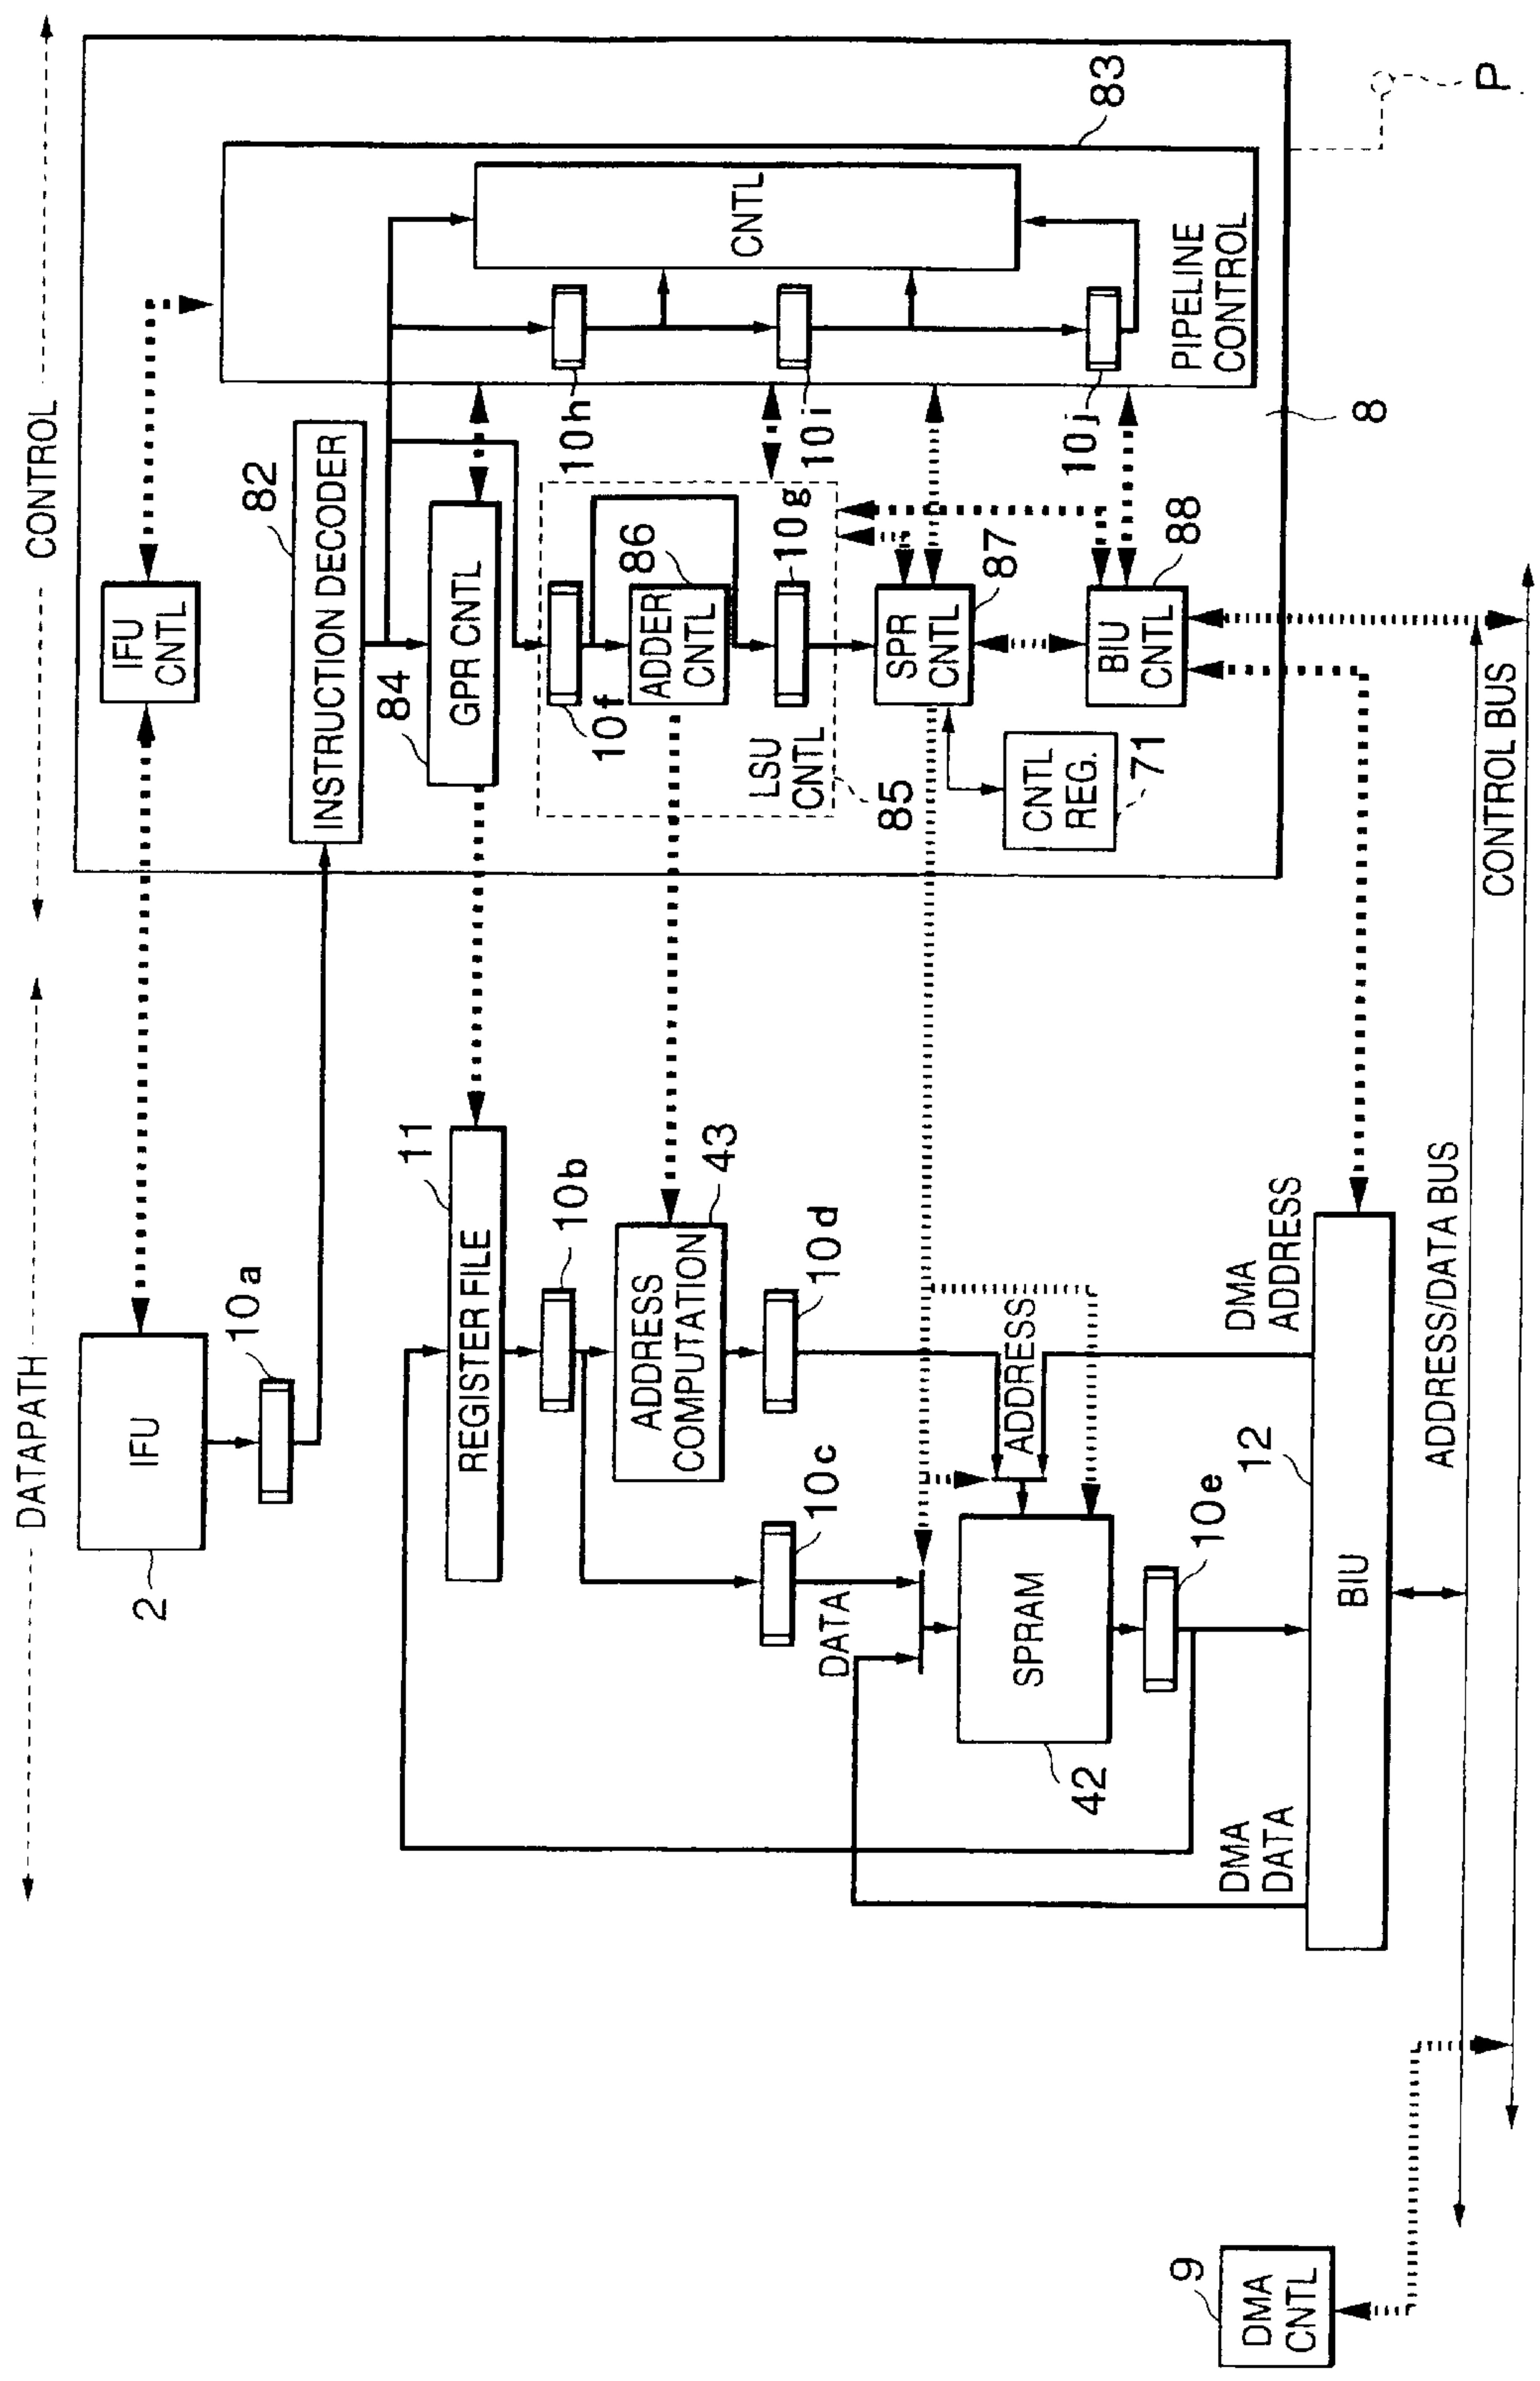 DATAPATH
CONTROL
IFU
2
10a
IFU
CNTL
82
INSTRUCTION DECODER
83
CNTL
PIPELINE
CONTROL
P
11
REGISTER FILE
84
GPR CNTL
10h
10b
10f
ADDRESS
COMPUTATION
43
86
ADDER
CNTL
10i
10c
10d
10g
LSU
CNTL
85
DATA
ADDRESS
SPR
CNTL
87
10j
SPRAM
42
CNTL
REG.
71
BIU
CNTL
88
10e
8
DMA
DATA
DMA
ADDRESS
12
BIU
9
DMA
CNTL
ADDRESS/DATA BUS
CONTROL BUS